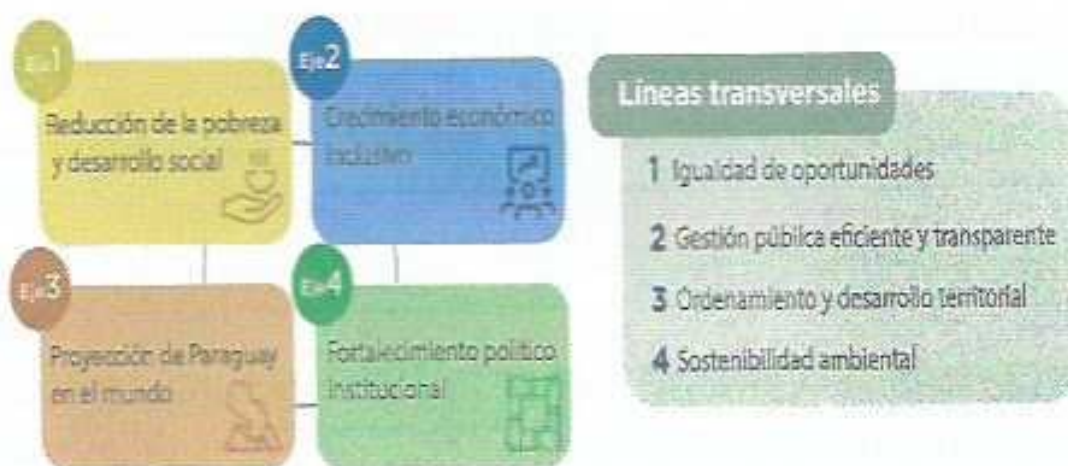 Eje1
Reducción de la pobreza
y desarrollo social
Eje2
Crecimiento económico
inclusivo
Eje3
Proyección de Paraguay
en el mundo
Eje4
Fortalecimiento político
institucional
Líneas transversales
1 Igualdad de oportunidades
2 Gestión pública eficiente y transparente
3 Ordenamiento y desarrollo territorial
4 Sostenibilidad ambiental